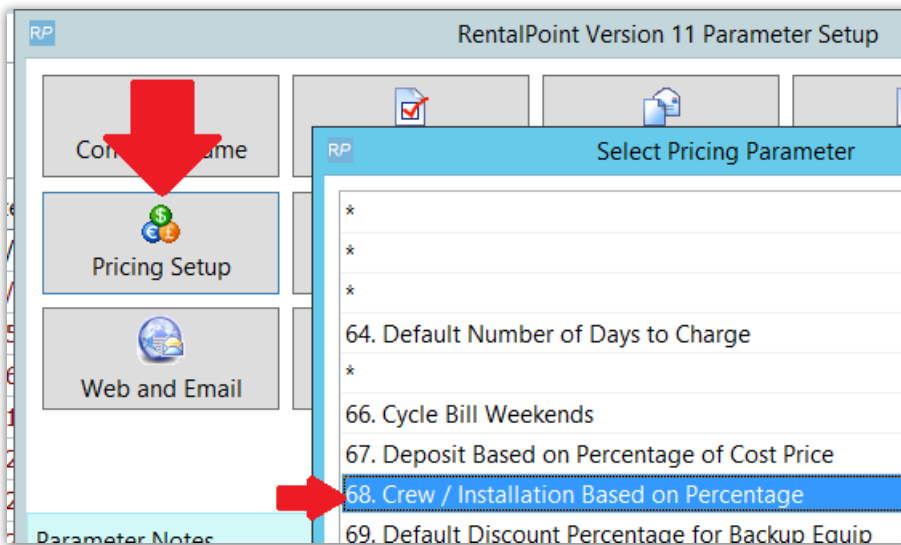 RP RentalPoint Version 11 Parameter Setup
RP Select Pricing Parameter
*
*
*
Pricing Setup
64. Default Number of Days to Charge
*
Web and Email
66. Cycle Bill Weekends
67. Deposit Based on Percentage of Cost Price
68. Crew / Installation Based on Percentage
69. Default Discount Percentage for Backup Equip
Parameter Notes